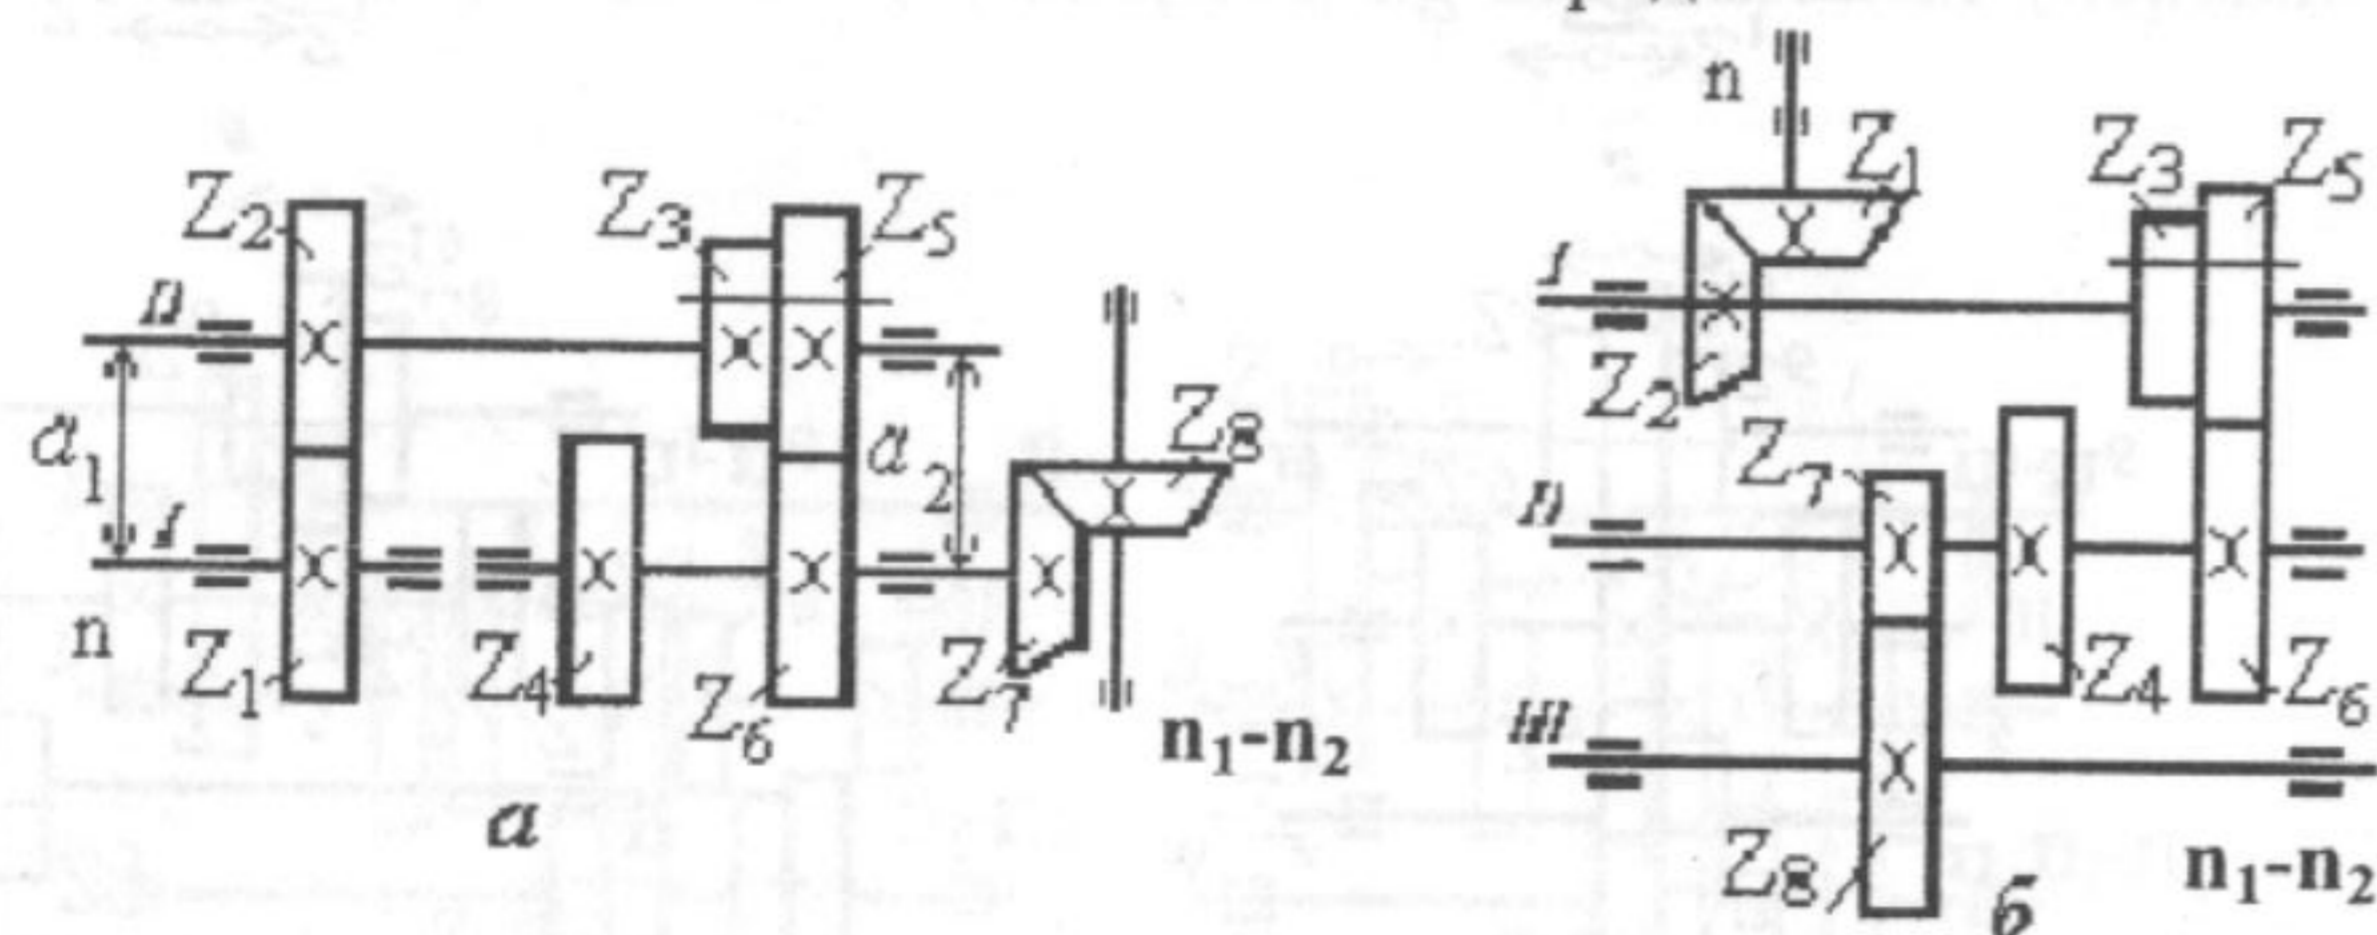 n
Z₁
Z₂ Z₃ Z₅
Z₃ Z₅
II
I
a₁ a₂ Z₈
Z₂
Z₇
I
II
n
Z₁ Z₄ Z₆ Z₇
Z₄ Z₆
n₁-n₂
III
а
Z₈
n₁-n₂
б